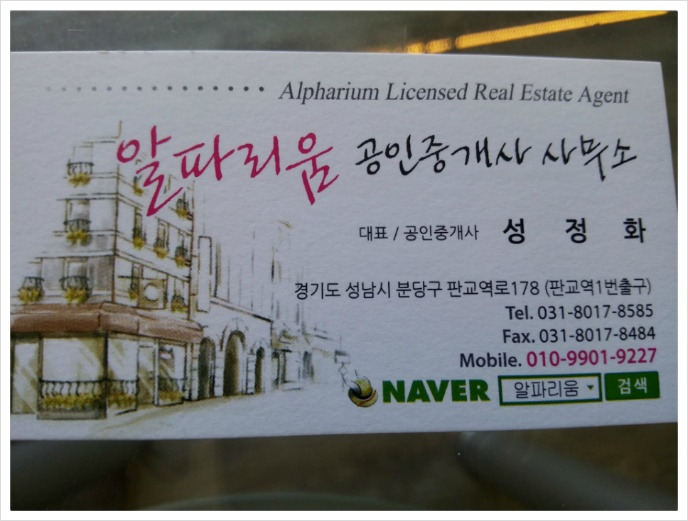 Alpharium Licensed Real Estate Agent
알파리움 공인중개사 사무소
대표 / 공인중개사 성 정 화
경기도 성남시 분당구 판교역로178 (판교역1번출구)
Tel. 031-8017-8585
Fax. 031-8017-8484
Mobile. 010-9901-9227
NAVER 알파리움 검색